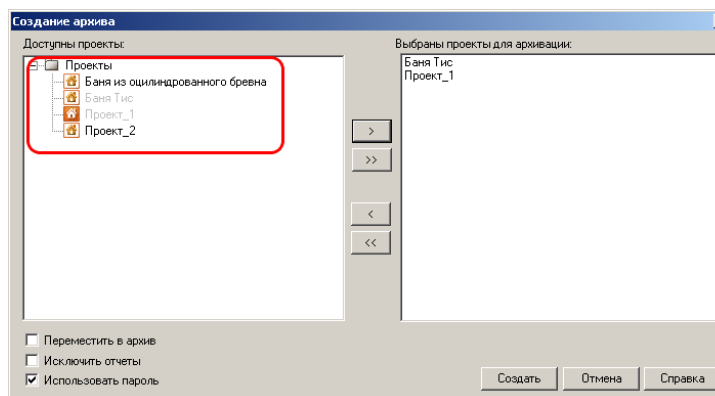 Создание архива
Доступны проекты:
Проекты
Баня из оцилиндрованного бревна
Баня Тис
Проект_1
Проект_2
>
>>
<
<<
Выбраны проекты для архивации:
Баня Тис
Проект_1
Переместить в архив
Исключить отчеты
Использовать пароль
Создать
Отмена
Справка